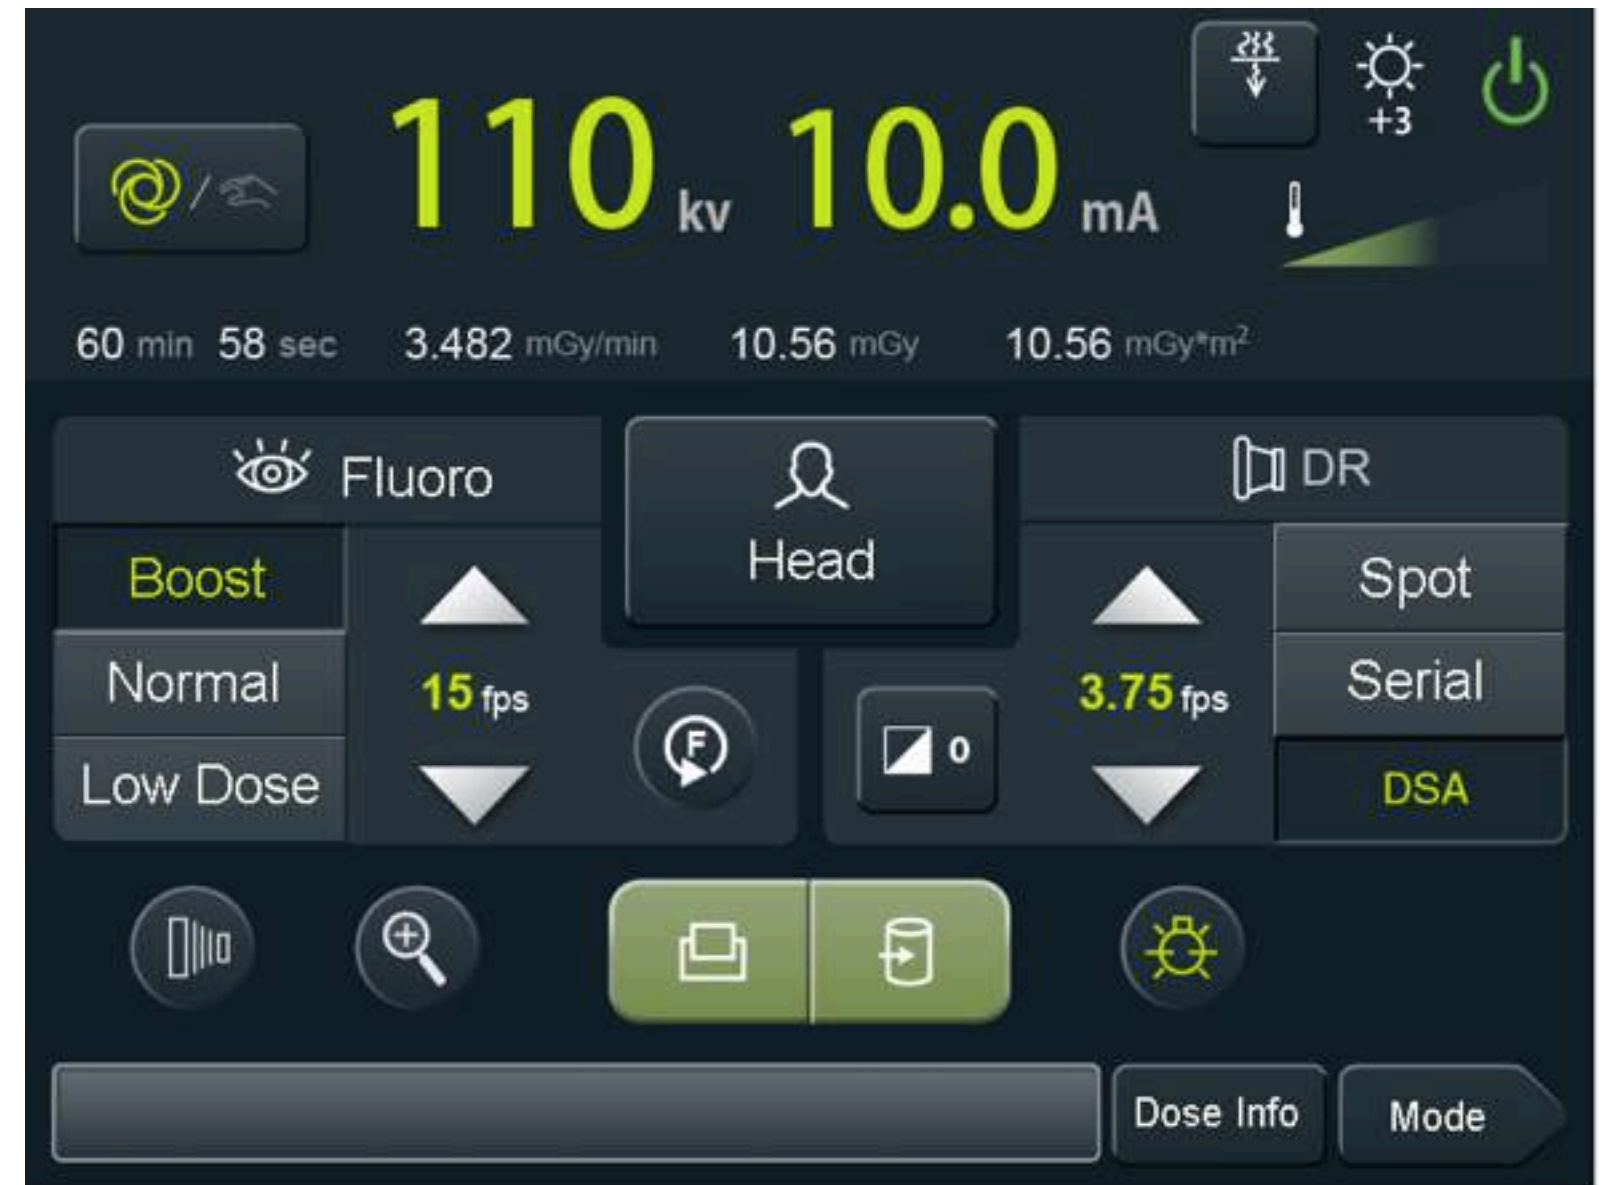 +3
110 kv 10.0 mA
60 min 58 sec 3.482 mGy/min 10.56 mGy 10.56 mGy*m²
Fluoro
Head
DR
Boost
Normal
Low Dose
15 fps
F
0
3.75 fps
Spot
Serial
DSA
Dose Info
Mode